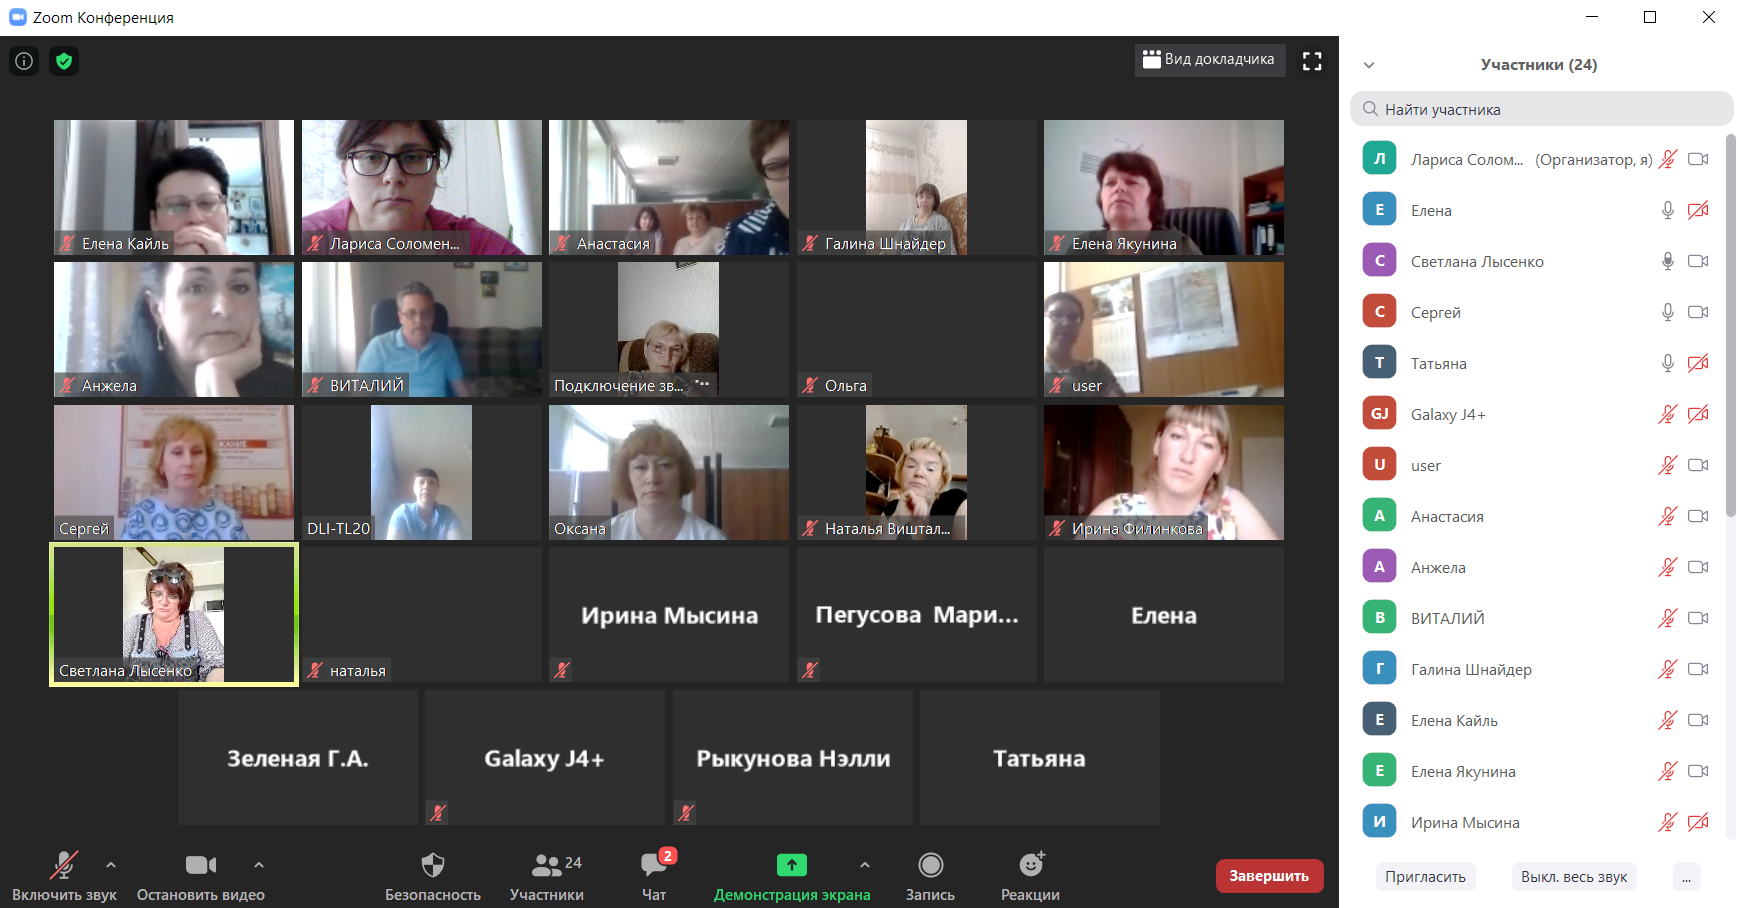 Zoom Конференция
Вид докладчика
Елена Кайль
Лариса Соломен...
Анастасия
Галина Шнайдер
Елена Якунина
Анжела
ВИТАЛИЙ
Подключение зв... ...
Ольга
user
Сергей
DLI-TL20
Оксана
Наталья Виштал...
Ирина Филинкова
Светлана Лысенко
наталья
Ирина Мысина
Пегусова Мари...
Елена
Зеленая Г.А.
Galaxy J4+
Рыкунова Нэлли
Татьяна
Включить звук
Остановить видео
Безопасность
24
Участники
2
Чат
Демонстрация экрана
Запись
Реакции
Завершить
Участники (24)
Найти участника
Л Лариса Солом... (Организатор, я)
Е Елена
С Светлана Лысенко
С Сергей
Т Татьяна
GJ Galaxy J4+
U user
А Анастасия
А Анжела
В ВИТАЛИЙ
Г Галина Шнайдер
Е Елена Кайль
Е Елена Якунина
И Ирина Мысина
Пригласить
Выкл. весь звук
...